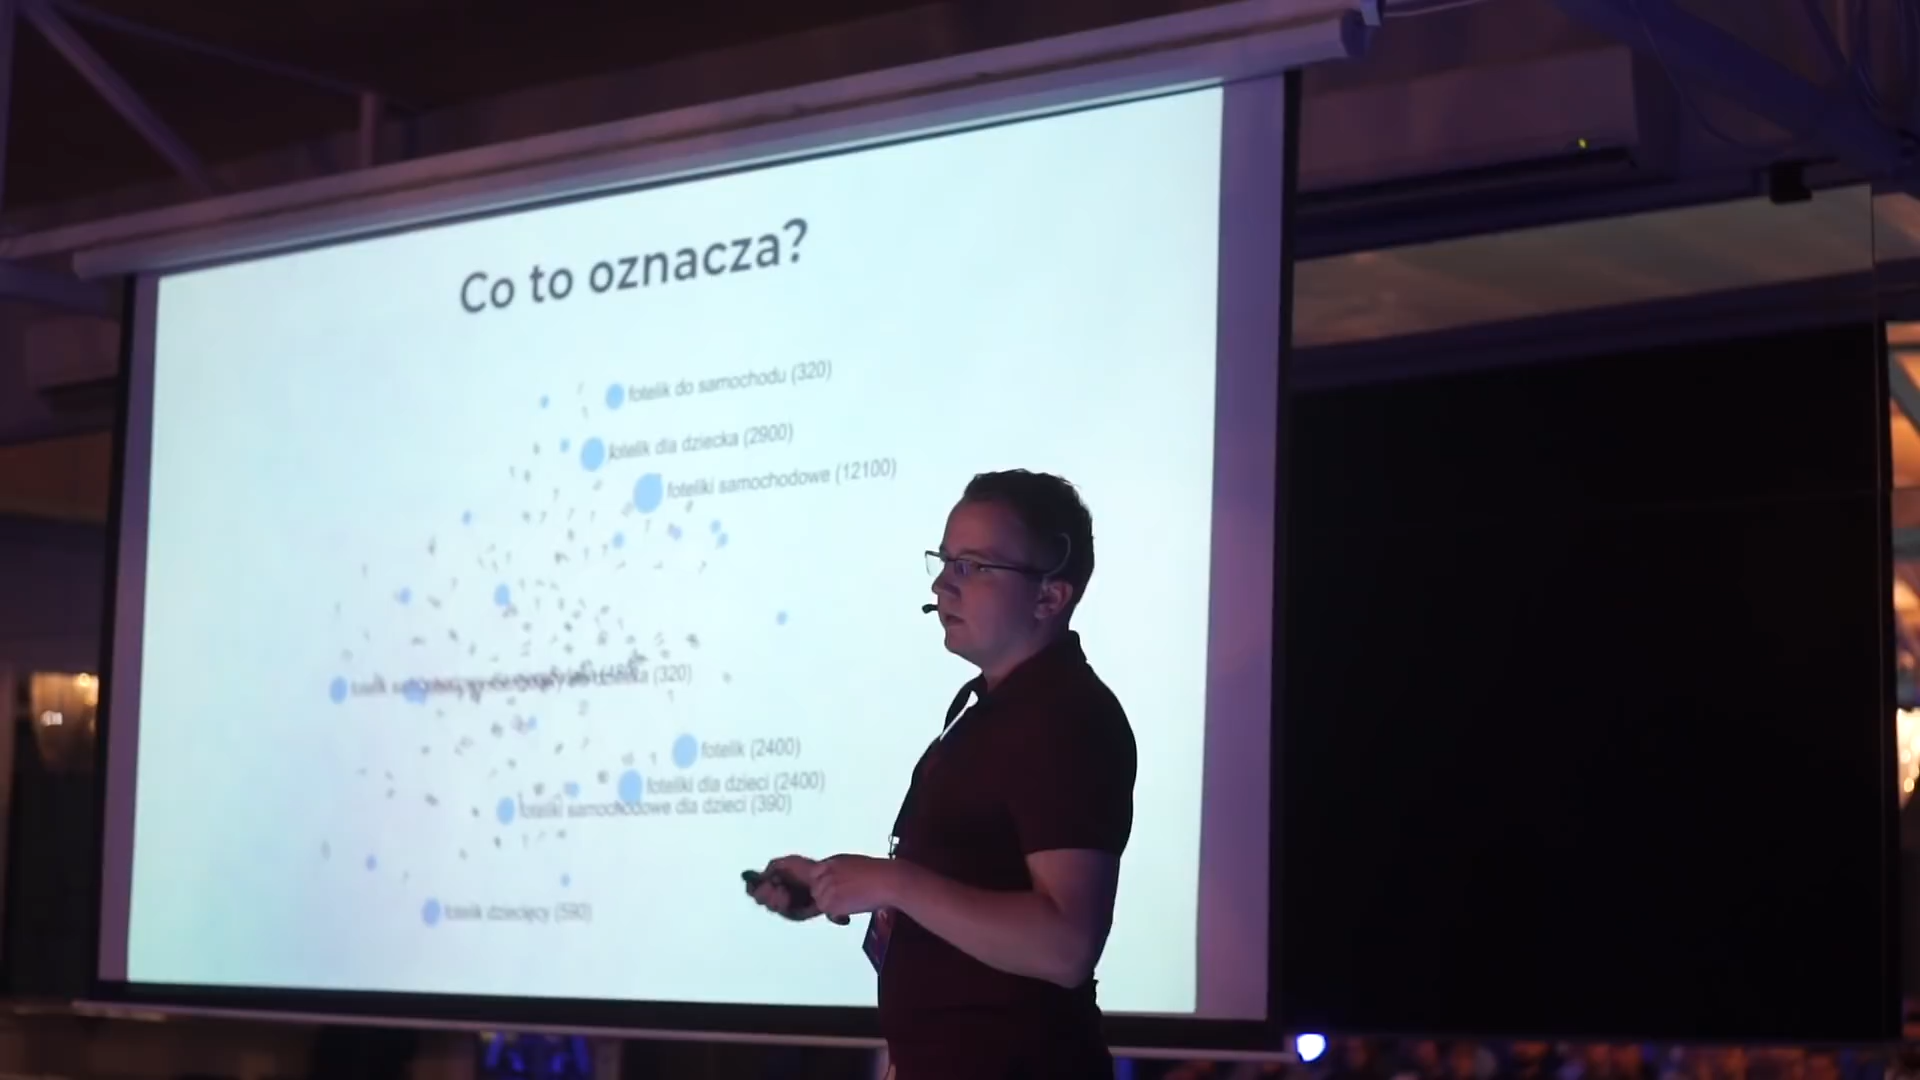 Co to oznacza?
fotelik do samochodu (320)
fotelik dla dziecka (2900)
foteliki samochodowe (12100)
fotelik (320)
fotelik (2400)
foteliki dla dzieci (2400)
foteliki samochodowe dla dzieci (390)
fotelik dziecięcy (590)